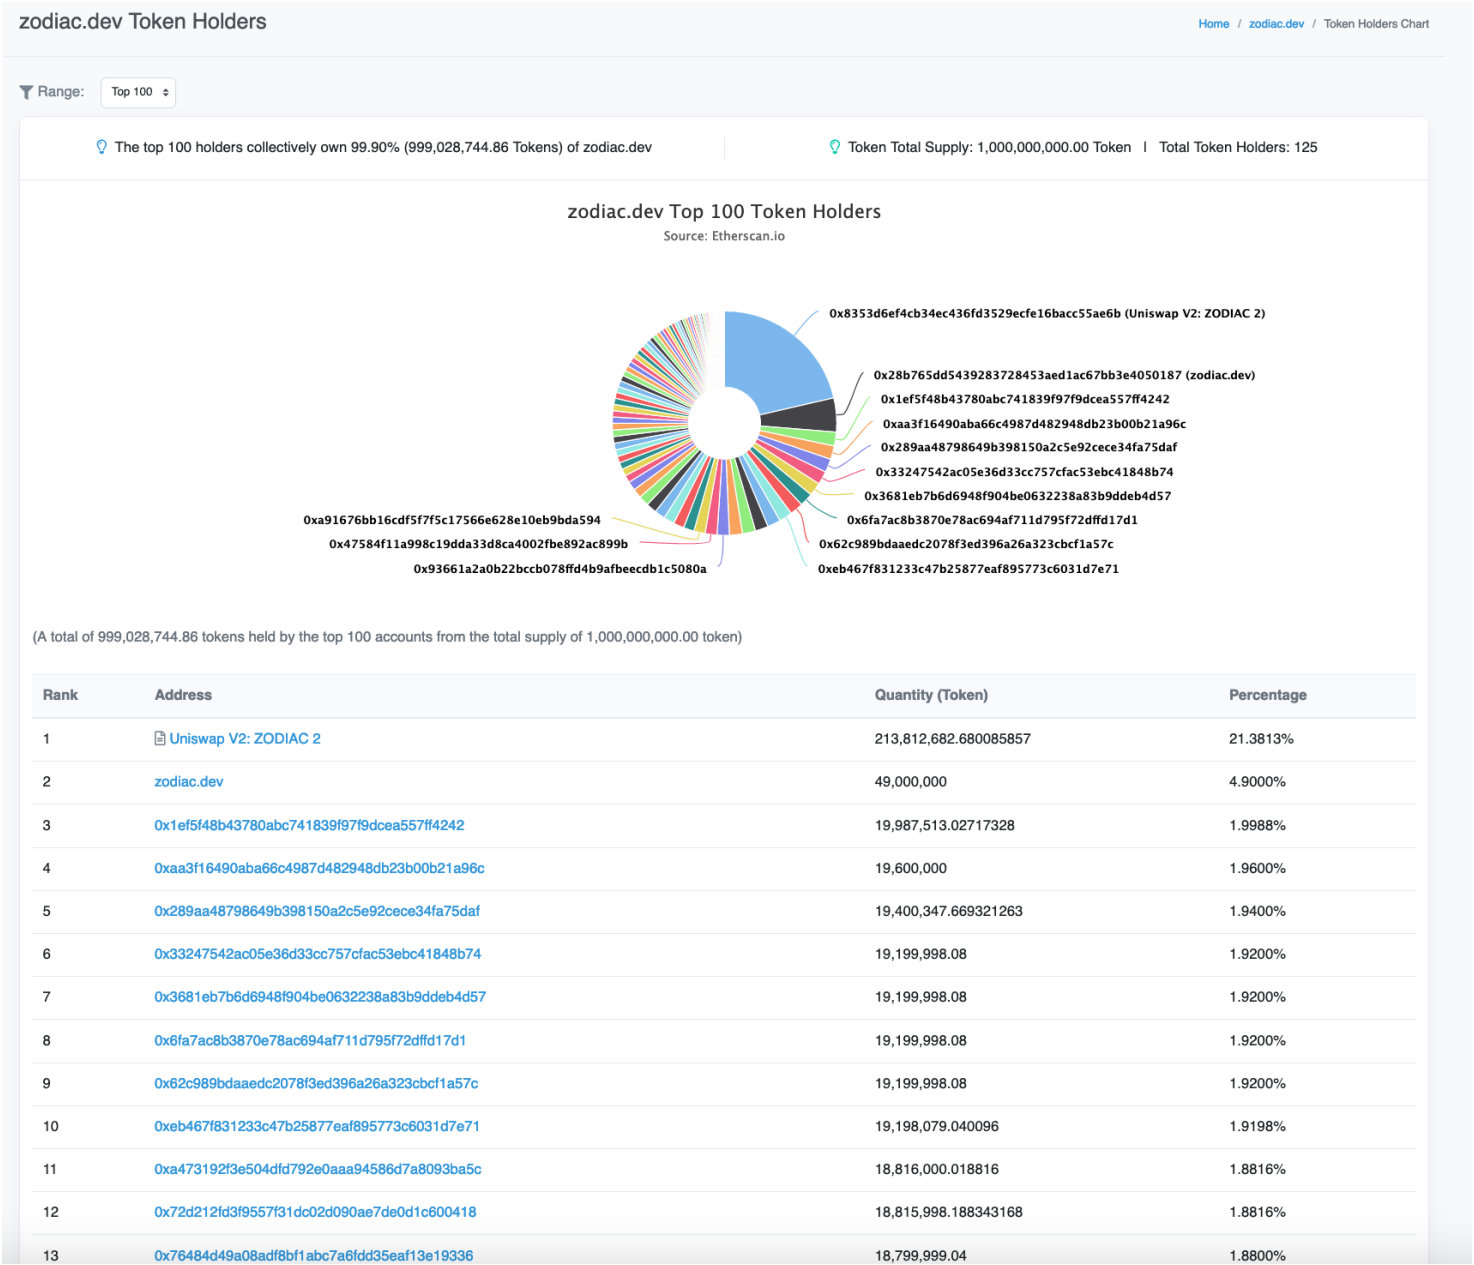 zodiac.dev Token Holders
Home / zodiac.dev / Token Holders Chart
Range: Top 100
The top 100 holders collectively own 99.90% (999,028,744.86 Tokens) of zodiac.dev
Token Total Supply: 1,000,000,000.00 Token | Total Token Holders: 125
zodiac.dev Top 100 Token Holders
Source: Etherscan.io
0x8353d6ef4cb34ec436fd3529ecfe16bacc55ae6b (Uniswap V2: ZODIAC 2)
0x28b765dd5439283728453aed1ac67bb3e4050187 (zodiac.dev)
0x1ef5f48b43780abc741839f97f9dcea557ff4242
0xaa3f16490aba66c4987d482948db23b00b21a96c
0x289aa48798649b398150a2c5e92cece34fa75daf
0x33247542ac05e36d33cc757cfac53ebc41848b74
0x3681eb7b6d6948f904be0632238a83b9ddeb4d57
0xa91676bb16cdf5f7f5c17566e628e10eb9bda594
0x6fa7ac8b3870e78ac694af711d795f72dffd17d1
0x47584f11a998c19dda33d8ca4002fbe892ac899b
0x62c989bdaaedc2078f3ed396a26a323cbcf1a57c
0x93661a2a0b22bccb078ffd4b9afbeecdb1c5080a
0xeb467f831233c47b25877eaf895773c6031d7e71
(A total of 999,028,744.86 tokens held by the top 100 accounts from the total supply of 1,000,000,000.00 token)
Rank Address Quantity (Token) Percentage
1 Uniswap V2: ZODIAC 2 213,812,682.680085857 21.3813%
2 zodiac.dev 49,000,000 4.9000%
3 0x1ef5f48b43780abc741839f97f9dcea557ff4242 19,987,513.02717328 1.9988%
4 0xaa3f16490aba66c4987d482948db23b00b21a96c 19,600,000 1.9600%
5 0x289aa48798649b398150a2c5e92cece34fa75daf 19,400,347.669321263 1.9400%
6 0x33247542ac05e36d33cc757cfac53ebc41848b74 19,199,998.08 1.9200%
7 0x3681eb7b6d6948f904be0632238a83b9ddeb4d57 19,199,998.08 1.9200%
8 0x6fa7ac8b3870e78ac694af711d795f72dffd17d1 19,199,998.08 1.9200%
9 0x62c989bdaaedc2078f3ed396a26a323cbcf1a57c 19,199,998.08 1.9200%
10 0xeb467f831233c47b25877eaf895773c6031d7e71 19,198,079.040096 1.9198%
11 0xa473192f3e504dfd792e0aaa94586d7a8093ba5c 18,816,000.018816 1.8816%
12 0x72d212fd3f9557f31dc02d090ae7de0d1c600418 18,815,998.188343168 1.8816%
13 0x76484d49a08adf8bf1abc7a6fdd35eaf13e19336 18,799,999.04 1.8800%